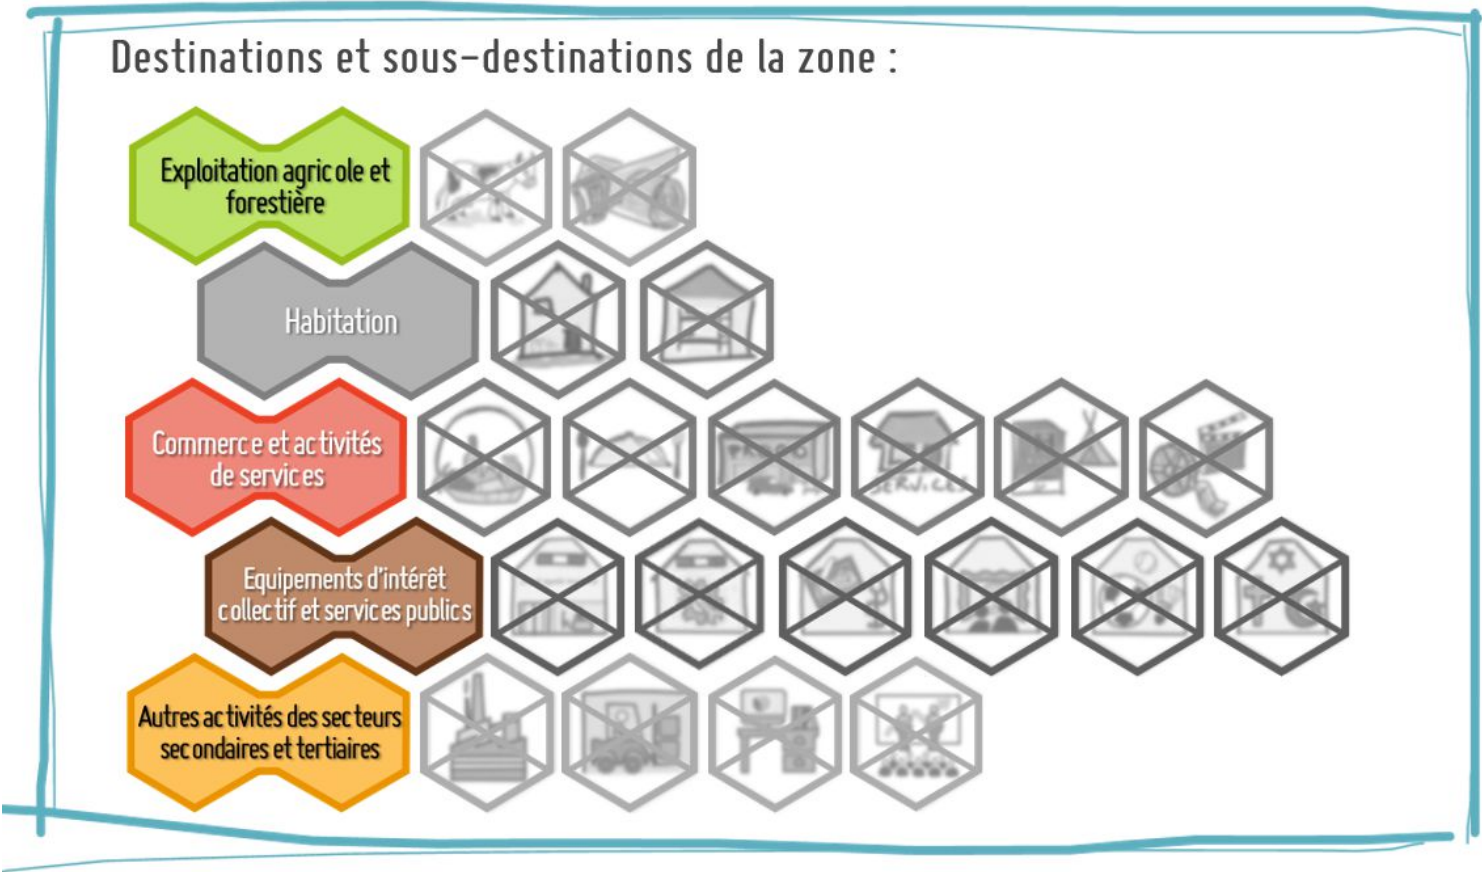 Destinations et sous-destinations de la zone :
Exploitation agricole et
forestière
Habitation
Commerce et activités
de services
SERVICES
Equipements d'intérêt
collectif et services publics
Autres activités des secteurs
secondaires et tertiaires